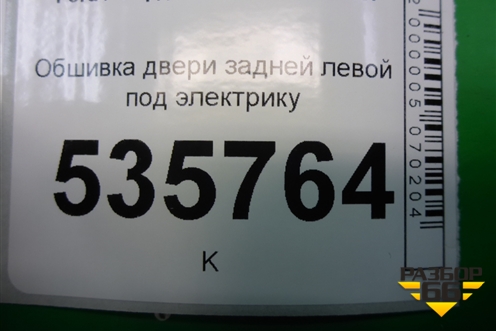 Обшивка двери задней левой
под электрику
535764
К
2000005070204
РАЗБОР
66